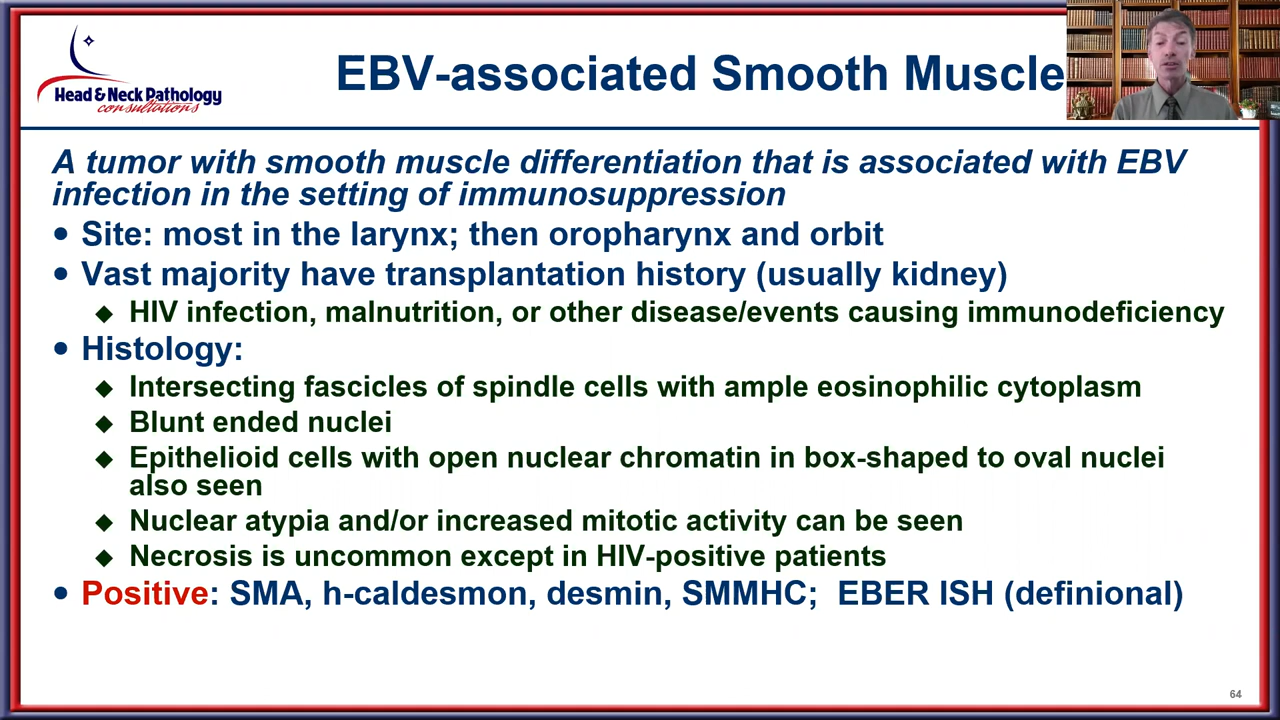 Head & Neck Pathology
consultations
EBV-associated Smooth Muscle
A tumor with smooth muscle differentiation that is associated with EBV
infection in the setting of immunosuppression
• Site: most in the larynx; then oropharynx and orbit
• Vast majority have transplantation history (usually kidney)
◆ HIV infection, malnutrition, or other disease/events causing immunodeficiency
• Histology:
◆ Intersecting fascicles of spindle cells with ample eosinophilic cytoplasm
◆ Blunt ended nuclei
◆ Epithelioid cells with open nuclear chromatin in box-shaped to oval nuclei
also seen
◆ Nuclear atypia and/or increased mitotic activity can be seen
◆ Necrosis is uncommon except in HIV-positive patients
• Positive: SMA, h-caldesmon, desmin, SMMHC; EBER ISH (definional)
64